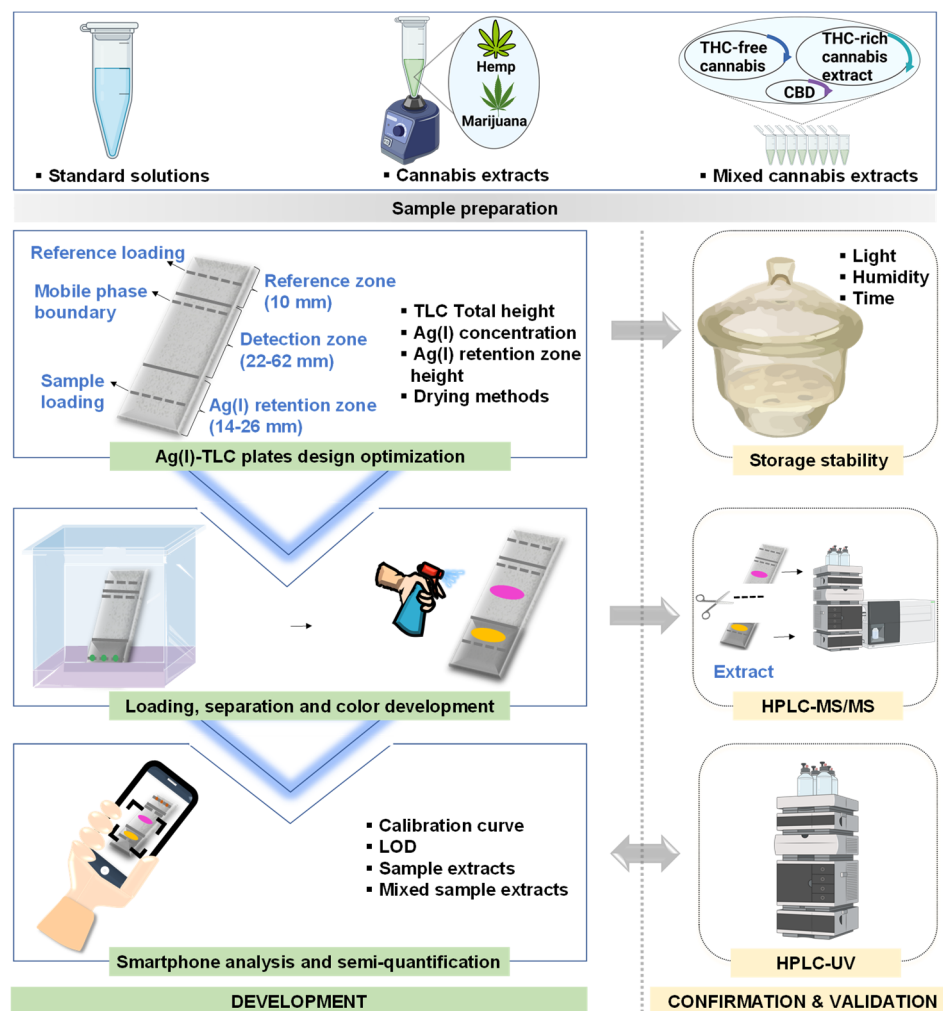 THC-free
cannabis
THC-rich
cannabis
extract
CBD
Hemp
Marijuana
▪ Standard solutions
▪ Cannabis extracts
▪ Mixed cannabis extracts
Sample preparation
Reference loading
Mobile phase
boundary
Sample
loading
Reference zone
(10 mm)
Detection zone
(22-62 mm)
Ag(I) retention zone
(14-26 mm)
▪ TLC Total height
▪ Ag(I) concentration
▪ Ag(I) retention zone
height
▪ Drying methods
Ag(I)-TLC plates design optimization
▪ Light
▪ Humidity
▪ Time
Storage stability
Loading, separation and color development
Extract
HPLC-MS/MS
▪ Calibration curve
▪ LOD
▪ Sample extracts
▪ Mixed sample extracts
Smartphone analysis and semi-quantification
HPLC-UV
DEVELOPMENT
CONFIRMATION & VALIDATION